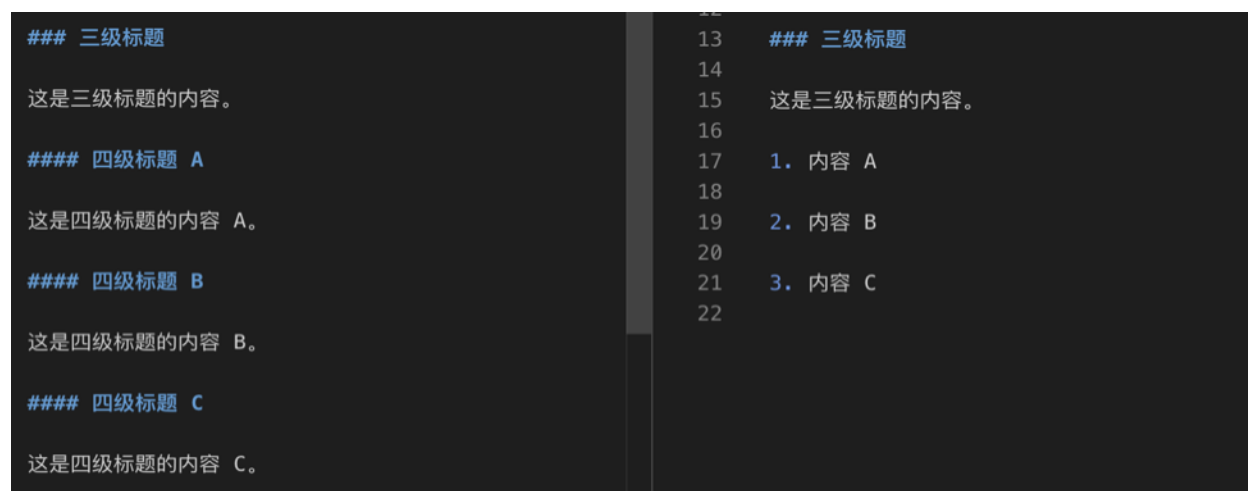 ### 三级标题
这是三级标题的内容。
#### 四级标题 A
这是四级标题的内容 A。
#### 四级标题 B
这是四级标题的内容 B。
#### 四级标题 C
这是四级标题的内容 C。
13 ### 三级标题
14
15 这是三级标题的内容。
16
17 1. 内容 A
18
19 2. 内容 B
20
21 3. 内容 C
22